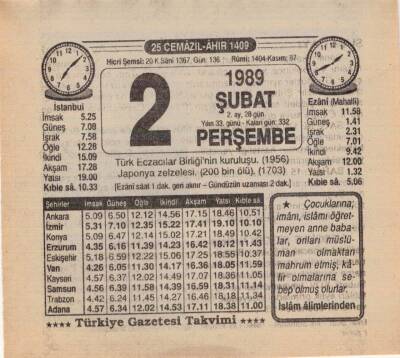 25 CEMÂZİL-ÂHIR 1409
Hicri Şemsi: 20 K.Sâni 1367, Gün: 136 Rûmi: 1404-Kasım: 87
İstanbul
İmsak 5.25
Güneş 7.08
İşrak 7.58
Öğle 12.28
İkindi 15.09
Akşam 17.28
Yatsı 19.00
Kıble sâ. 10.33
2
1989
ŞUBAT
2. ay, 28 gün
Yılın 33. günü - Kalan gün: 332
PERŞEMBE
Türk Eczacılar Birliği'nin kuruluşu. (1956)
Japonya zelzelesi. (200 bin ölü). (1703)
[Ezânî saat 1 dak. geri alınır – Gündüzün uzaması 2 dak.]
Ezânî (Mahalli)
İmsak 11.58
Güneş 1.41
İşrak 2.31
Öğle 7.01
İkindi 9.42
Akşam 12.00
Yatsı 1.32
Kıble sâ. 5.06
Şehirler İmsak Güneş Öğle İkindi Akşam Yatsı Kıble sâ.
Ankara 5.09 6.50 12.12 14.56 17.15 18.46 10.51
İzmir 5.31 7.10 12.35 15.22 17.41 19.10 10.10
Konya 5.09 6.47 12.14 15.02 17.21 18.49 10.42
Erzurum 4.35 6.16 11.39 14.23 16.42 18.12 11.43
Eskişehir 5.18 6.59 12.22 15.06 17.25 18.55 10.37
Van 4.26 6.05 11.30 14.17 16.36 18.05 11.59
Kayseri 4.57 6.37 12.02 14.49 17.07 18.36 11.05
Samsun 4.56 6.39 11.58 14.39 16.59 18.31 11.14
Trabzon 4.42 6.24 11.45 14.27 16.46 18.18 11.34
Adana 4.57 6.34 12.02 14.53 17.11 18.38 11.00
★ Çocuklarına,
imânı, islâmı öğret-
meyen anne baba-
lar, onları müslü-
man olmaktan
mahrum etmiş, kâ-
fir olmalarına se-
bep olmuş olurlar.
İslâm âlimlerinden
★★★★ Türkiye Gazetesi Takvimi ★★★★